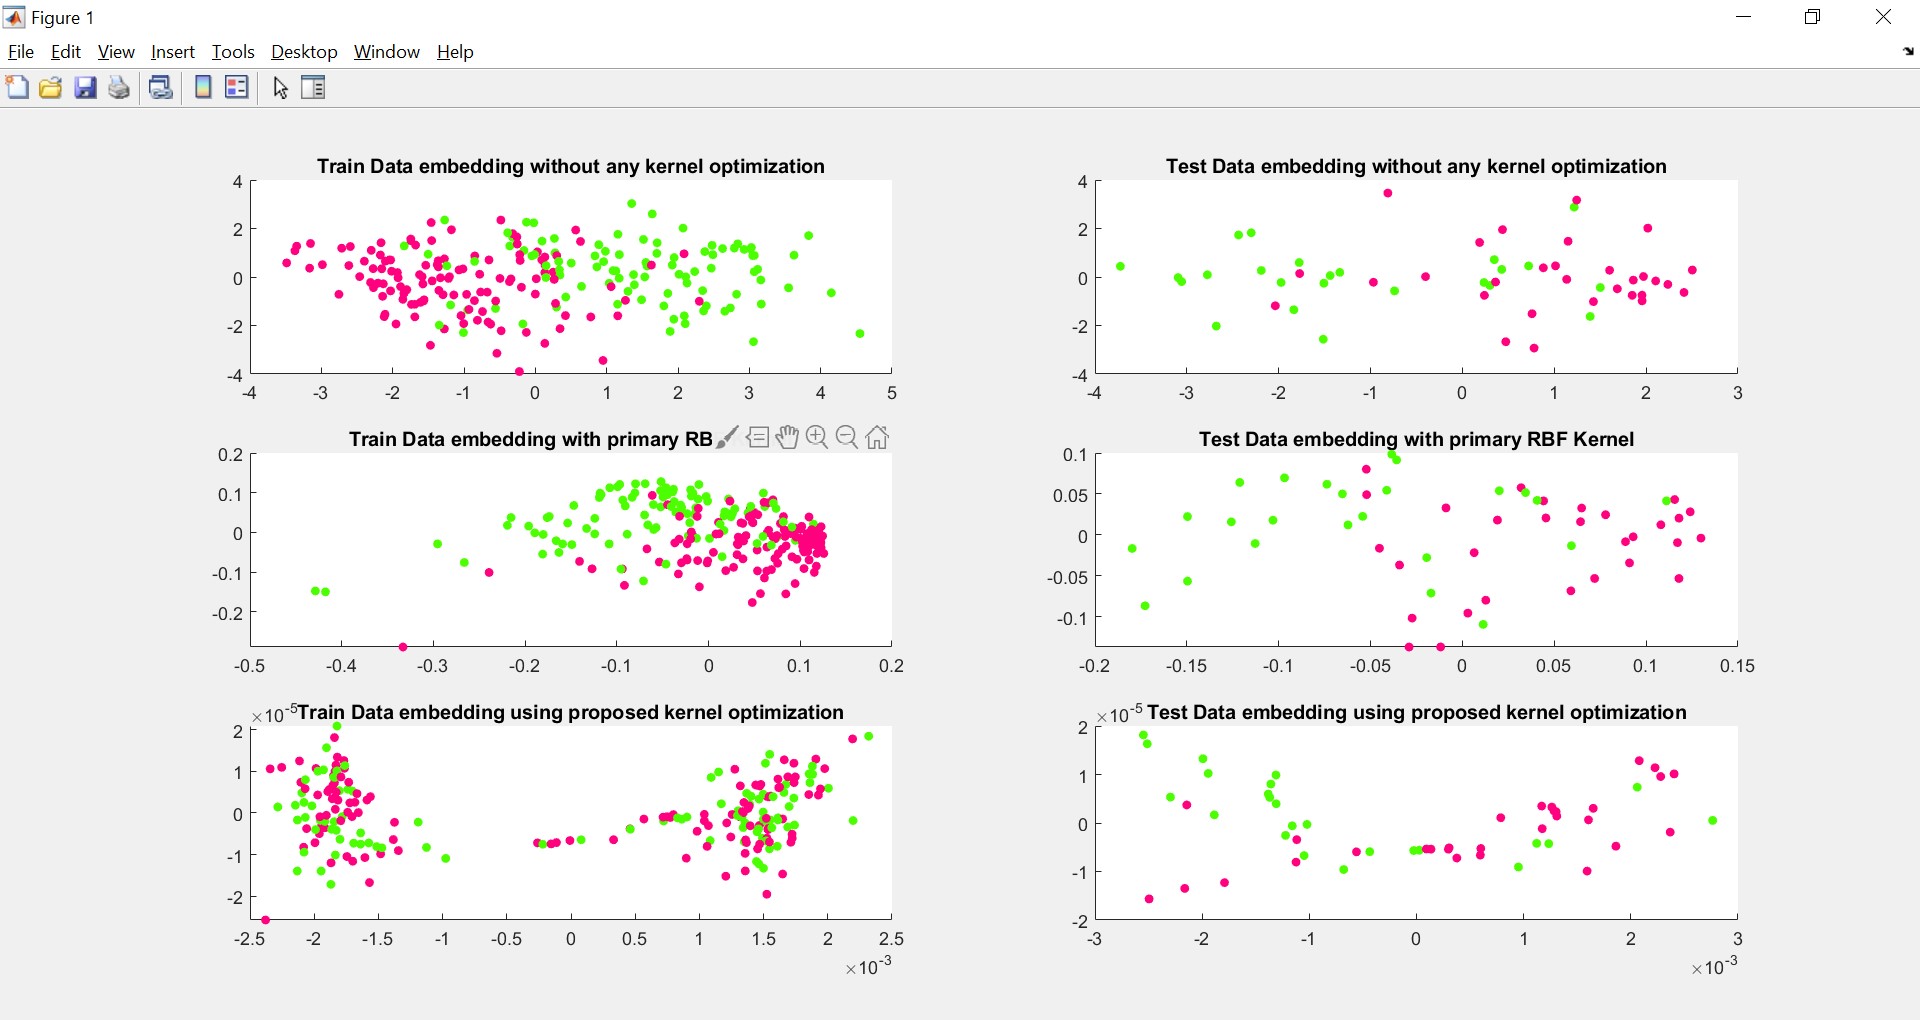 Figure 1
File Edit View Insert Tools Desktop Window Help
Train Data embedding without any kernel optimization
4
2
0
-2
-4
-4 -3 -2 -1 0 1 2 3 4 5
Test Data embedding without any kernel optimization
4
2
0
-2
-4
-4 -3 -2 -1 0 1 2 3
Train Data embedding with primary RB
0.2
0.1
0
-0.1
-0.2
-0.5 -0.4 -0.3 -0.2 -0.1 0 0.1 0.2
Test Data embedding with primary RBF Kernel
0.1
0.05
0
-0.05
-0.1
-0.2 -0.15 -0.1 -0.05 0 0.05 0.1 0.15
×10⁻⁵ Train Data embedding using proposed kernel optimization
2
1
0
-1
-2
-2.5 -2 -1.5 -1 -0.5 0 0.5 1 1.5 2 2.5
×10⁻³
×10⁻⁵ Test Data embedding using proposed kernel optimization
2
1
0
-1
-2
-3 -2 -1 0 1 2 3
×10⁻³